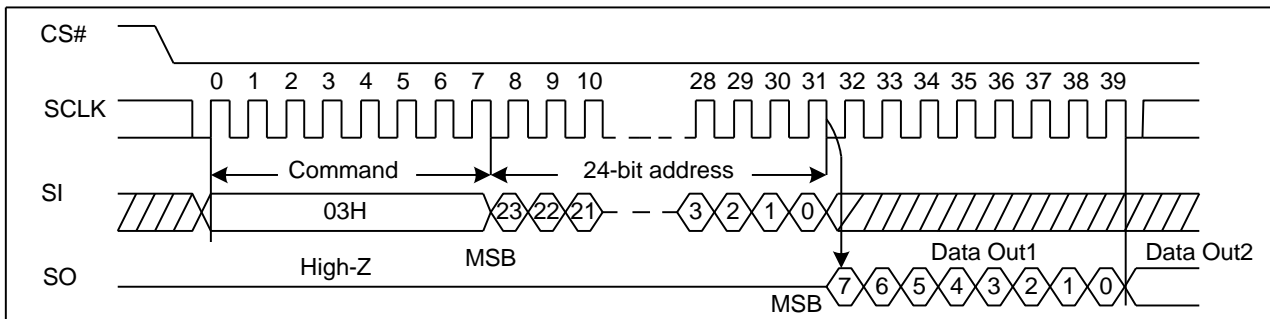 CS#
0 1 2 3 4 5 6 7 8 9 10 28 29 30 31 32 33 34 35 36 37 38 39
SCLK
Command 24-bit address
SI
03H 23 22 21 3 2 1 0
High-Z MSB Data Out1 Data Out2
SO
MSB 7 6 5 4 3 2 1 0